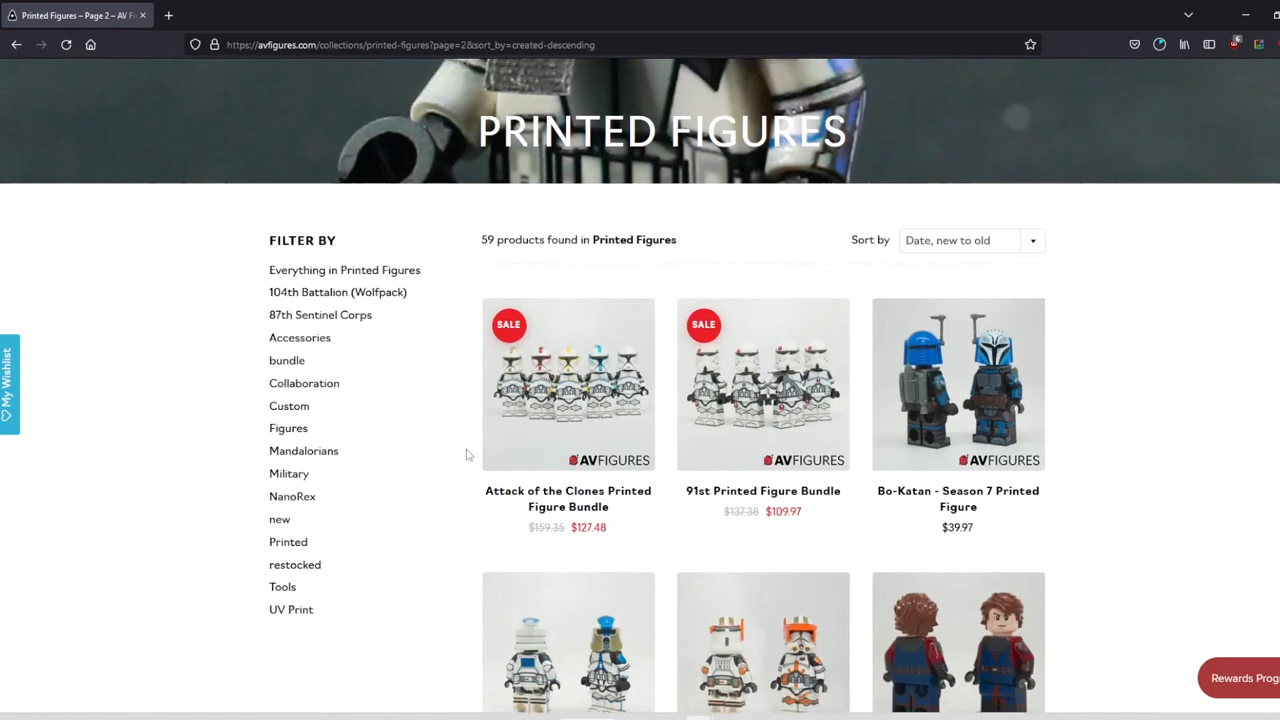 Printed Figures – Page 2 – AV Fi
https://avfigures.com/collections/printed-figures?page=2&sort_by=created-descending
6
PRINTED FIGURES
FILTER BY
59 products found in Printed Figures
Sort by
Date, new to old
Everything in Printed Figures
104th Battalion (Wolfpack)
87th Sentinel Corps
Accessories
bundle
Collaboration
Custom
Figures
Mandalorians
Military
NanoRex
new
Printed
restocked
Tools
UV Print
My Wishlist
SALE
SALE
AVFIGURES
AVFIGURES
AVFIGURES
Attack of the Clones Printed
Figure Bundle
$159.35 $127.48
91st Printed Figure Bundle
$137.38 $109.97
Bo-Katan - Season 7 Printed
Figure
$39.97
Rewards Prog